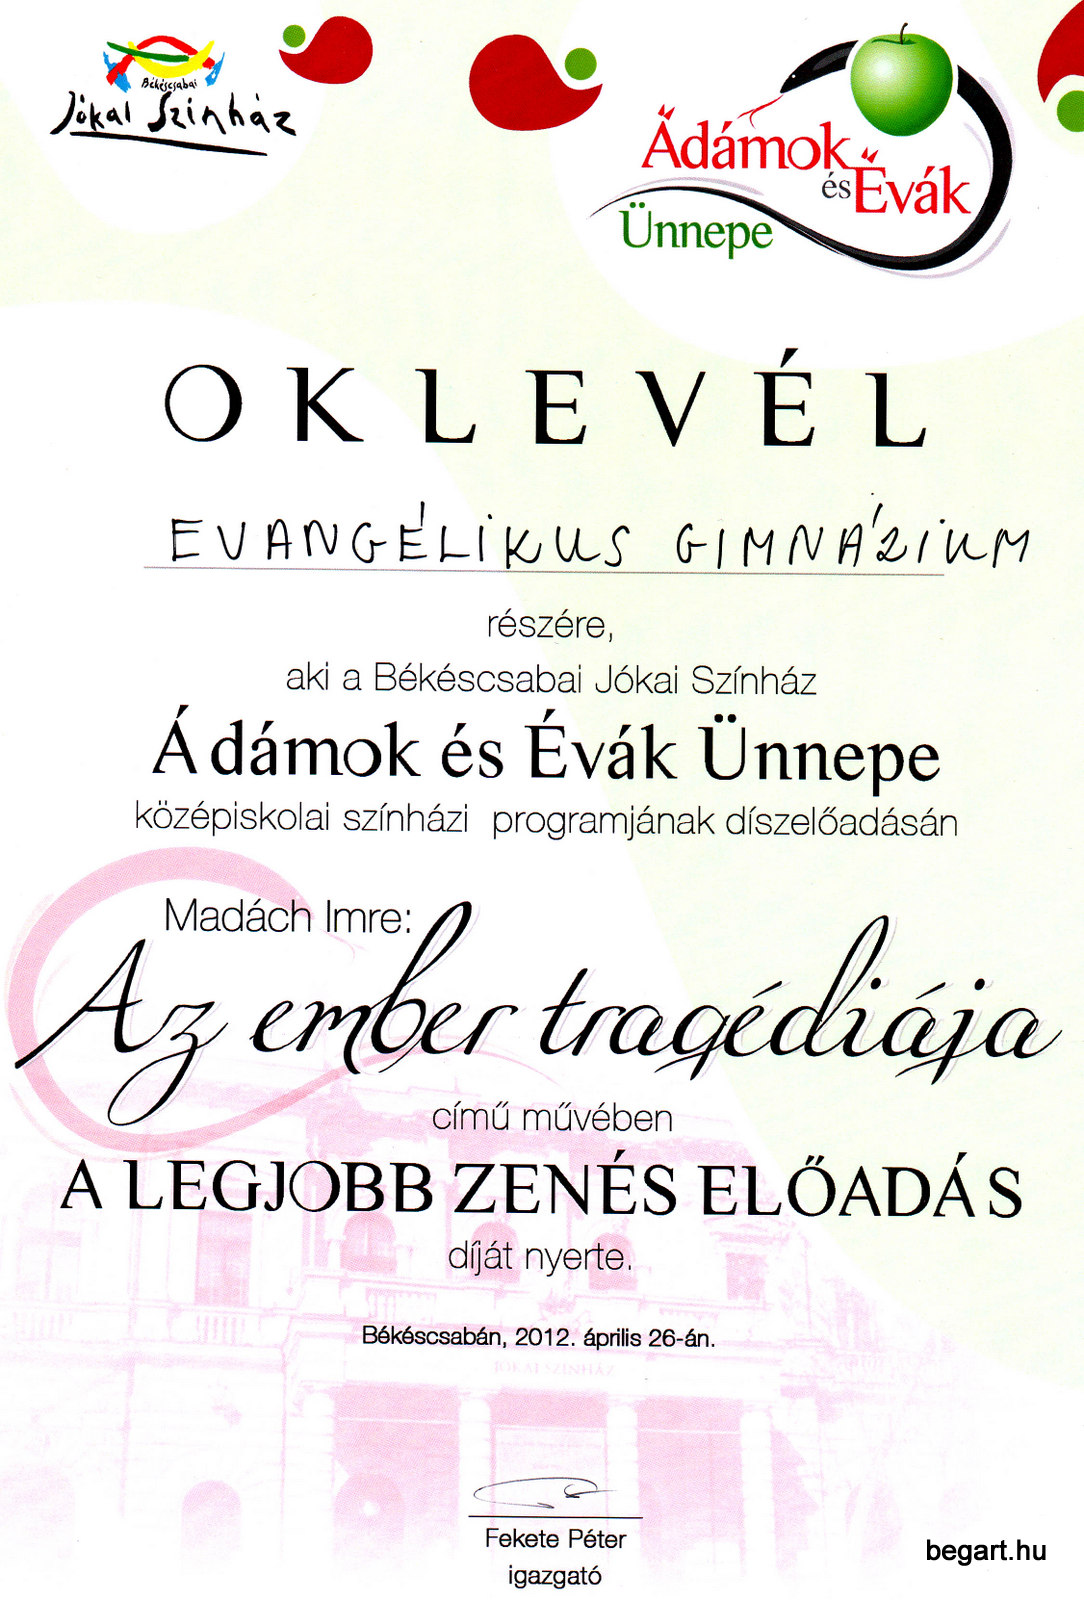 Békéscsabai
Jókai Színház
Ádámok
és Évák
Ünnepe
OKLEVÉL
EVANGÉLIKUS GIMNÁZIUM
részére,
aki a Békéscsabai Jókai Színház
Ádámok és Évák Ünnepe
középiskolai színházi programjának díszelőadásán
Madách Imre:
Az ember tragédiája
című művében
A LEGJOBB ZENÉS ELŐADÁS
díját nyerte.
Békéscsabán, 2012. április 26-án.
JÓKAI SZÍNHÁZ
Fekete Péter
igazgató
begart.hu